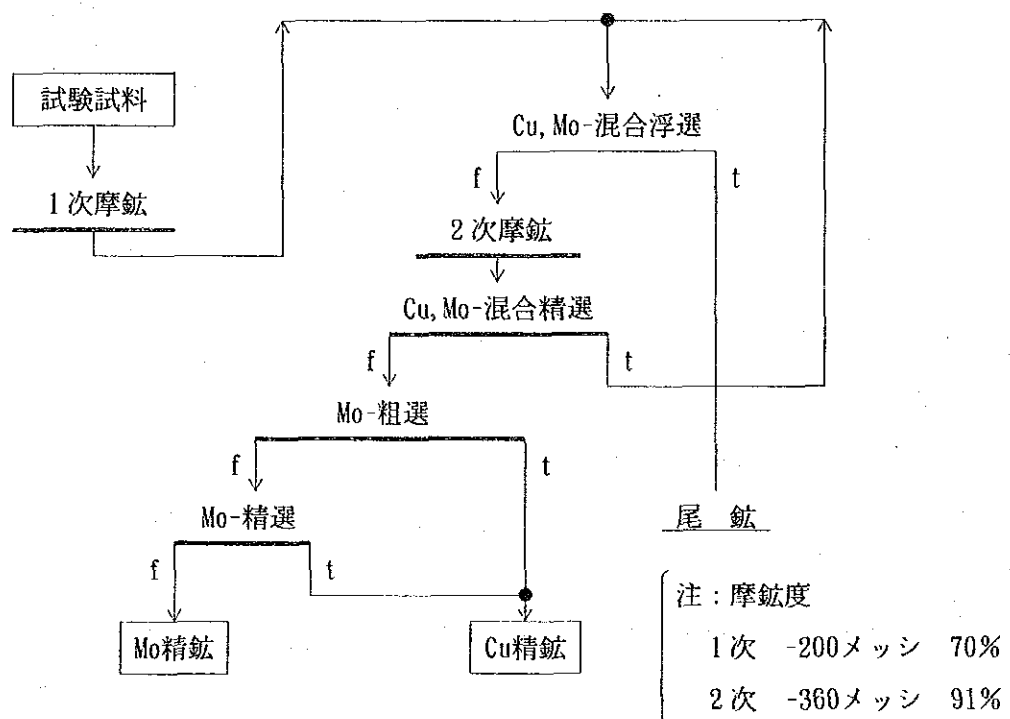 試験試料
1次摩鉱
Cu, Mo-混合浮選
f
t
2次摩鉱
Cu, Mo-混合精選
f
t
Mo-粗選
f
t
Mo-精選
f
t
尾 鉱
Mo精鉱
Cu精鉱
注：摩鉱度
1次 -200メッシ 70%
2次 -360メッシ 91%